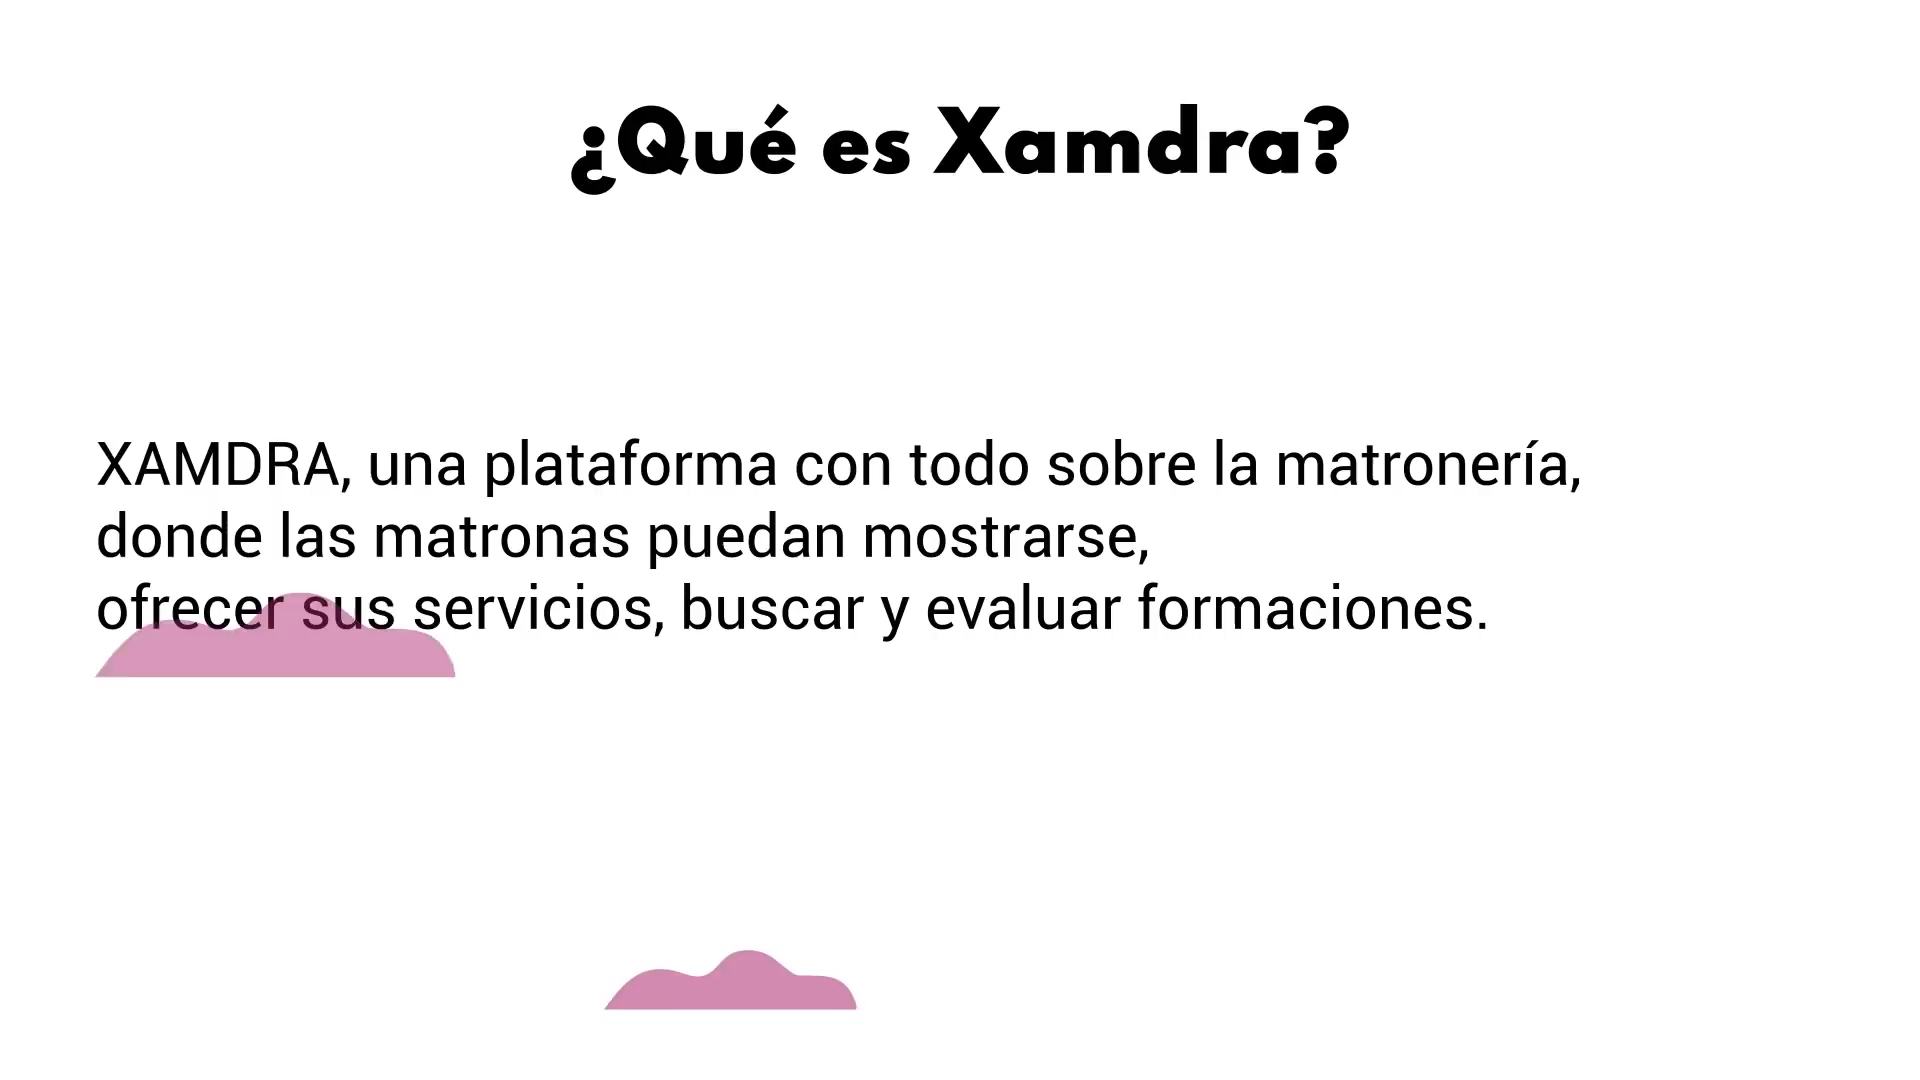 ¿Qué es Xamdra?
XAMDRA, una plataforma con todo sobre la matronería,
donde las matronas puedan mostrarse,
ofrecer sus servicios, buscar y evaluar formaciones.